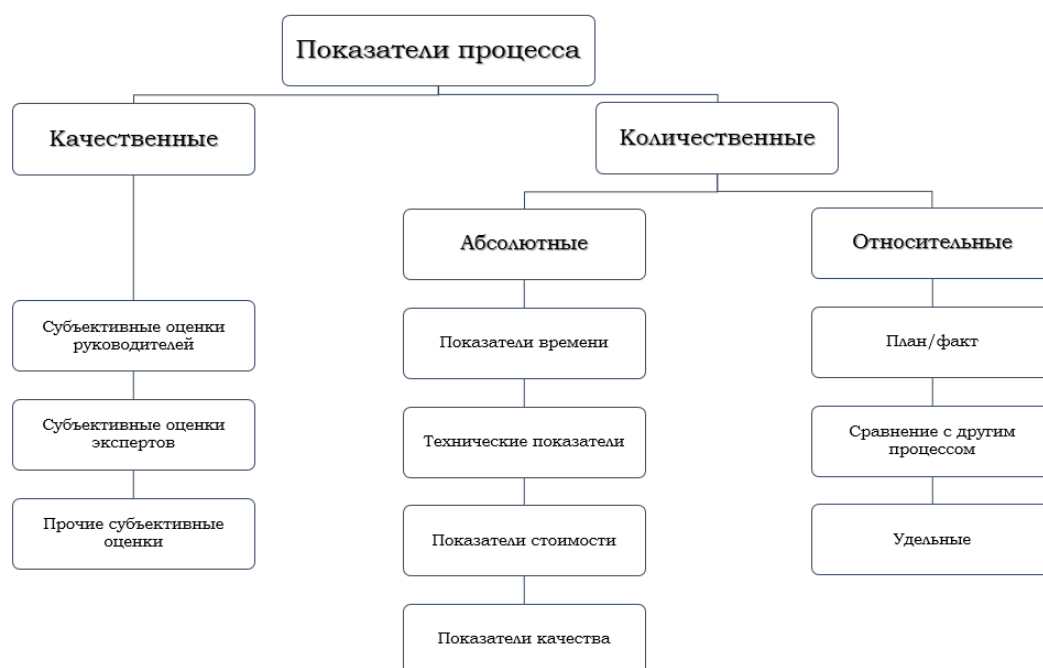 Показатели процесса
Качественные
Количественные
Абсолютные
Относительные
Субъективные оценки
руководителей
Показатели времени
План/факт
Субъективные оценки
экспертов
Технические показатели
Сравнение с другим
процессом
Прочие субъективные
оценки
Показатели стоимости
Удельные
Показатели качества